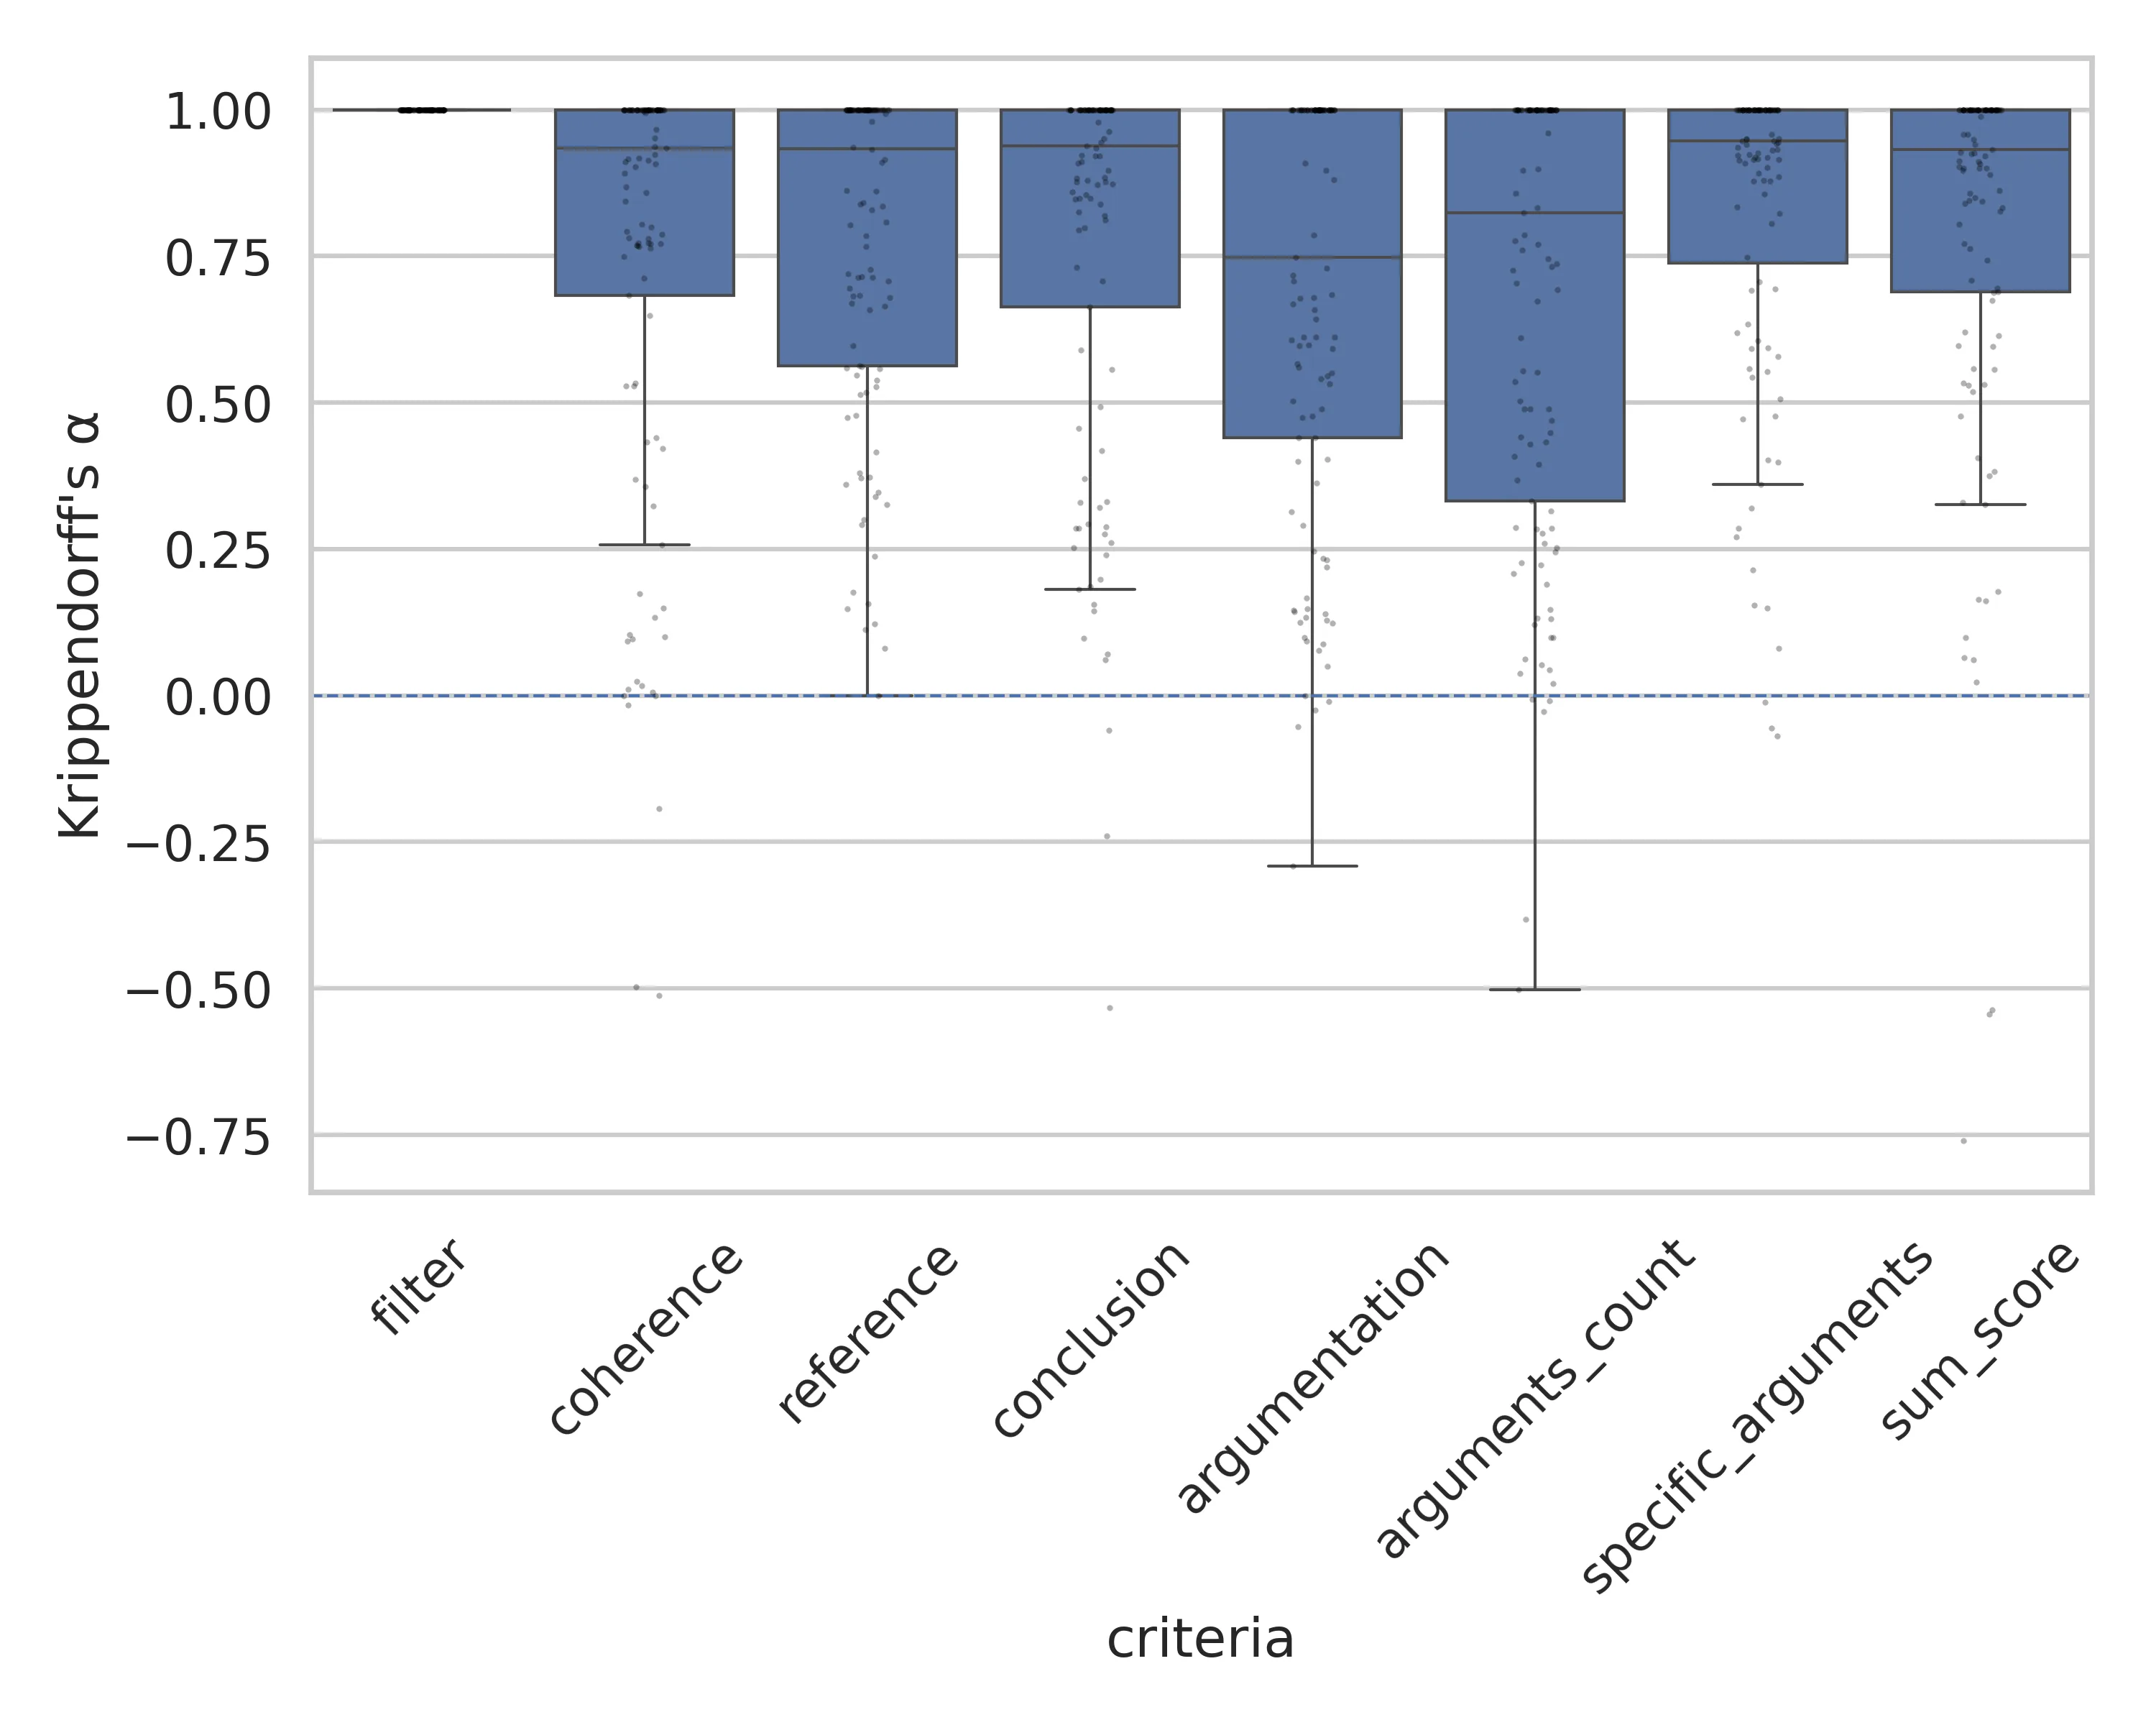 Krippendorff's α
1.00
0.75
0.50
0.25
0.00
−0.25
−0.50
−0.75
filter
coherence
reference
conclusion
argumentation
arguments_count
specific_arguments
sum_score
criteria